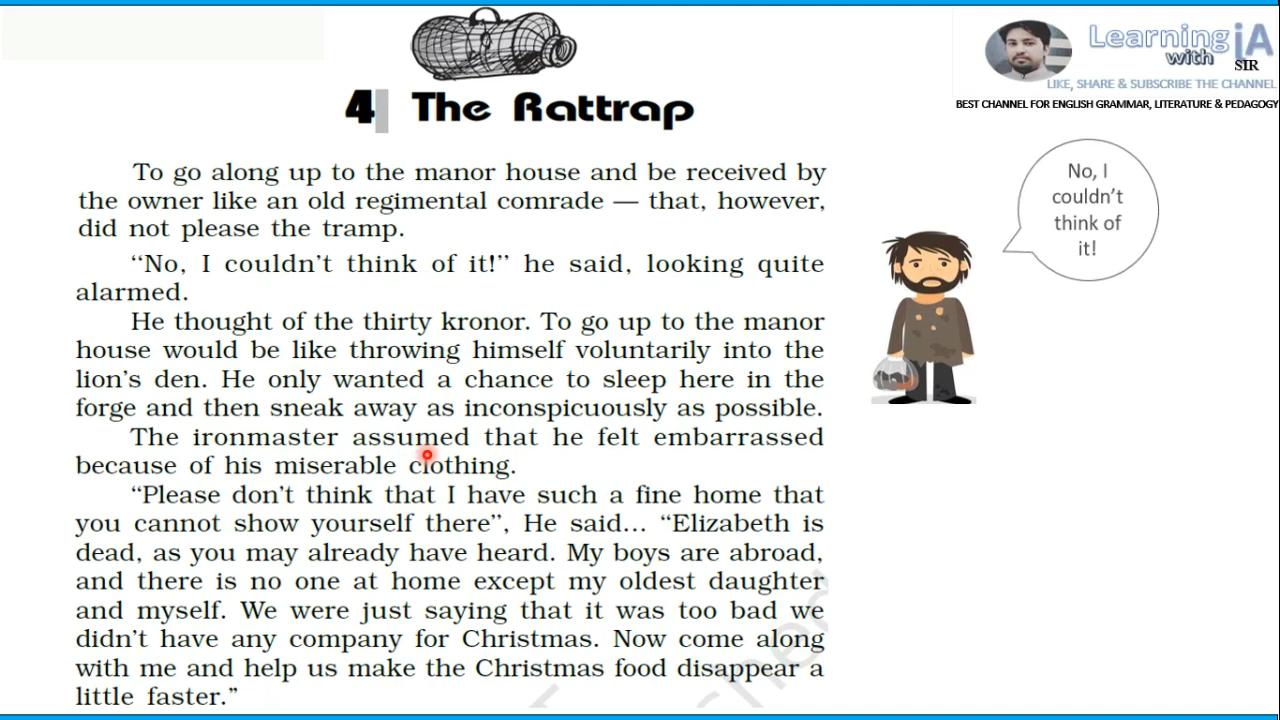 Learning
with
iA
SIR
LIKE, SHARE & SUBSCRIBE THE CHANNEL
BEST CHANNEL FOR ENGLISH GRAMMAR, LITERATURE & PEDAGOGY
4 The Rattrap
To go along up to the manor house and be received by
the owner like an old regimental comrade — that, however,
did not please the tramp.
“No, I couldn’t think of it!” he said, looking quite
alarmed.
He thought of the thirty kronor. To go up to the manor
house would be like throwing himself voluntarily into the
lion’s den. He only wanted a chance to sleep here in the
forge and then sneak away as inconspicuously as possible.
The ironmaster assumed that he felt embarrassed
because of his miserable clothing.
“Please don’t think that I have such a fine home that
you cannot show yourself there”, He said... “Elizabeth is
dead, as you may already have heard. My boys are abroad,
and there is no one at home except my oldest daughter
and myself. We were just saying that it was too bad we
didn’t have any company for Christmas. Now come along
with me and help us make the Christmas food disappear a
little faster.”
No, I
couldn’t
think of
it!